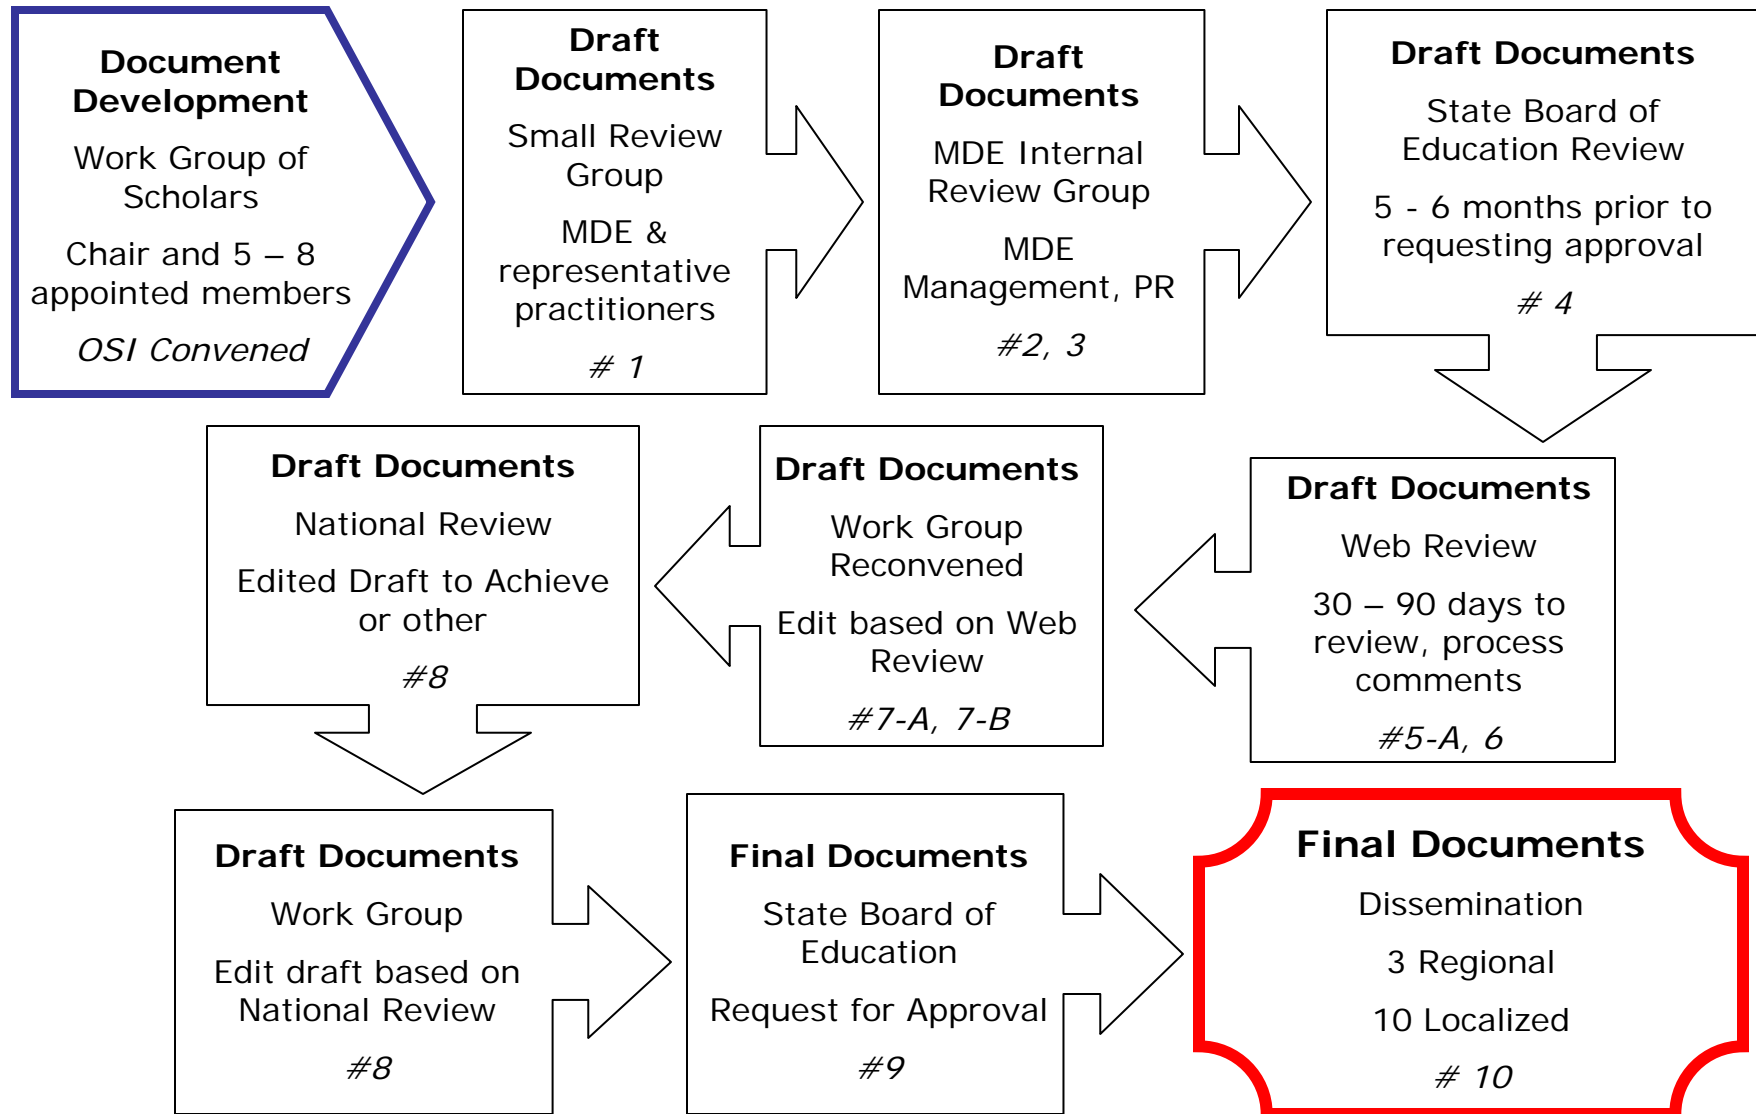 Document
Development
Work Group of
Scholars
Chair and 5 – 8
appointed members
OSI Convened
Draft
Documents
Small Review
Group
MDE &
representative
practitioners
# 1
Draft
Documents
MDE Internal
Review Group
MDE
Management, PR
#2, 3
Draft Documents
State Board of
Education Review
5 - 6 months prior to
requesting approval
# 4
Draft Documents
Web Review
30 – 90 days to
review, process
comments
#5-A, 6
Draft Documents
Work Group
Reconvened
Edit based on Web
Review
#7-A, 7-B
Draft Documents
National Review
Edited Draft to Achieve
or other
#8
Draft Documents
Work Group
Edit draft based on
National Review
#8
Final Documents
State Board of
Education
Request for Approval
#9
Final Documents
Dissemination
3 Regional
10 Localized
# 10